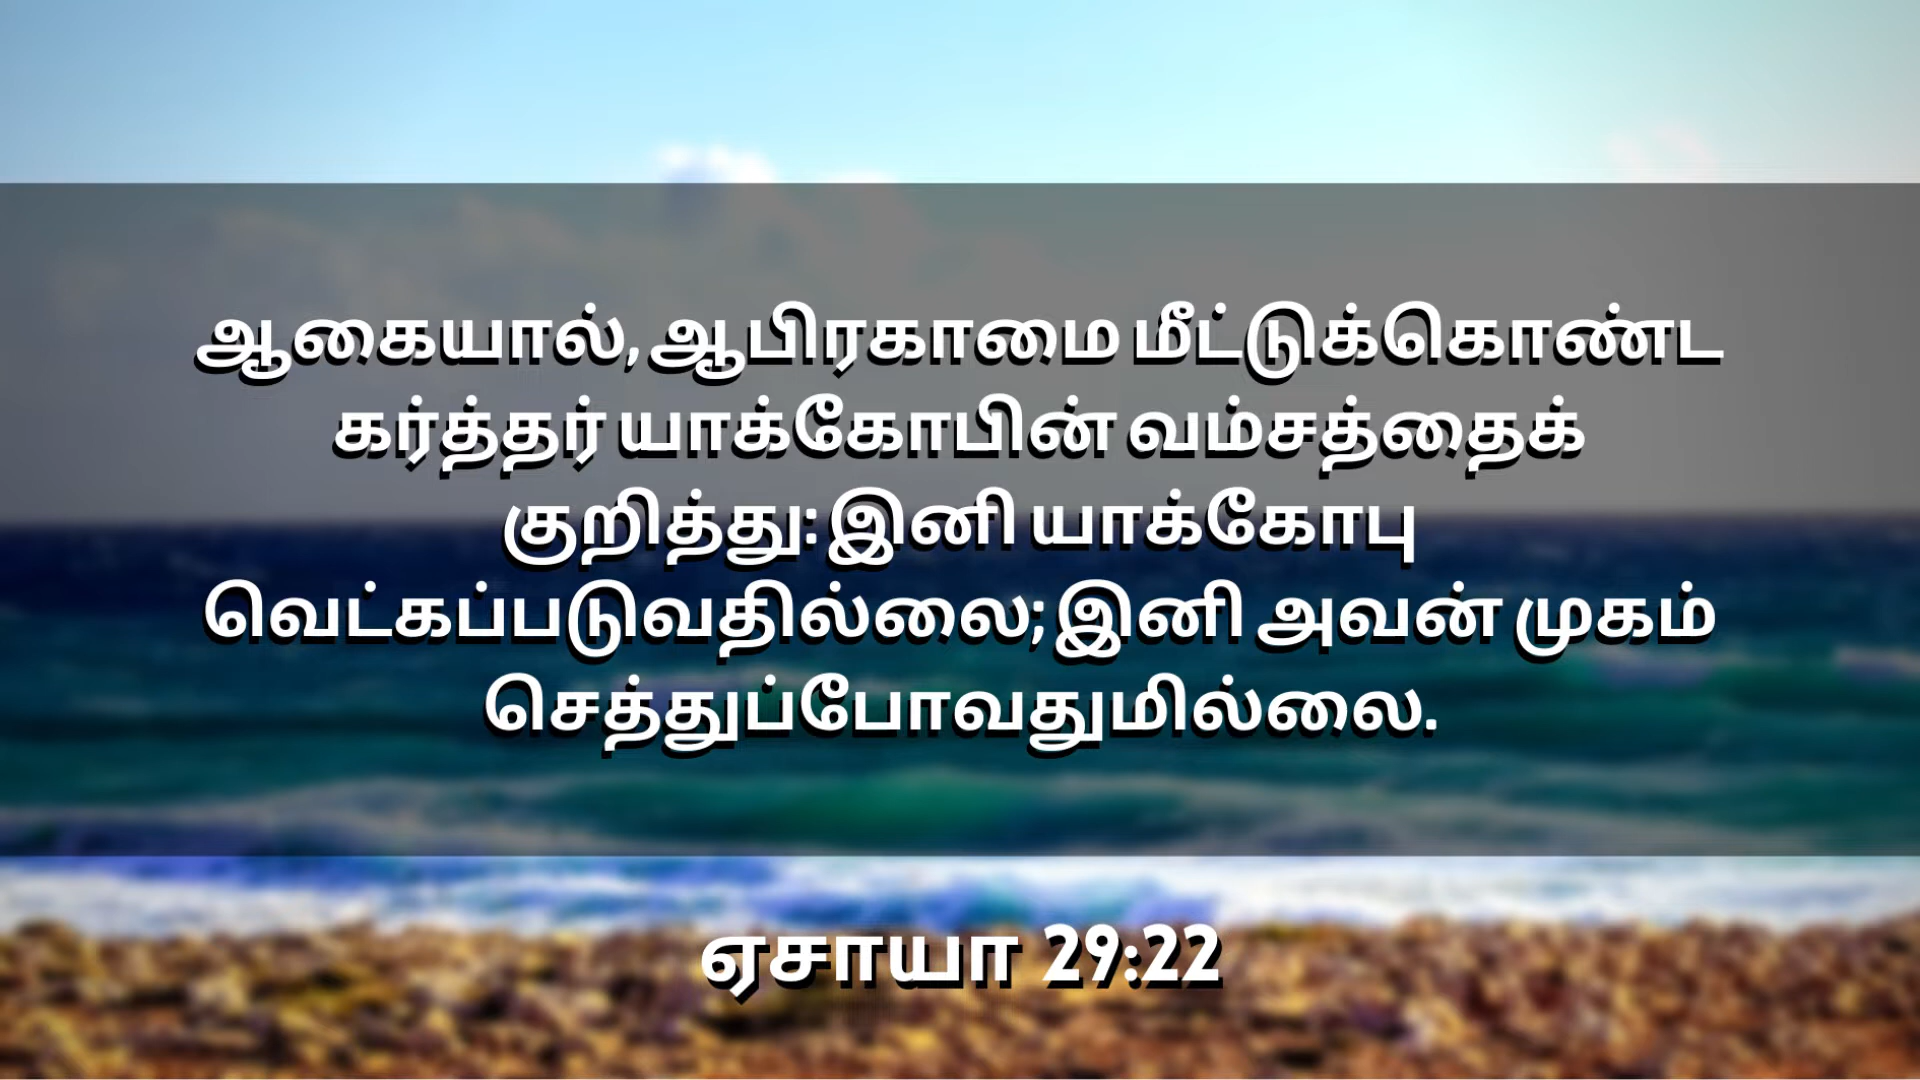 ஆகையால், ஆபிரகாமை மீட்டுக்கொண்ட
கர்த்தர் யாக்கோபின் வம்சத்தைக்
குறித்து: இனி யாக்கோபு
வெட்கப்படுவதில்லை; இனி அவன் முகம்
செத்துப்போவதுமில்லை.
ஏசாயா 29:22